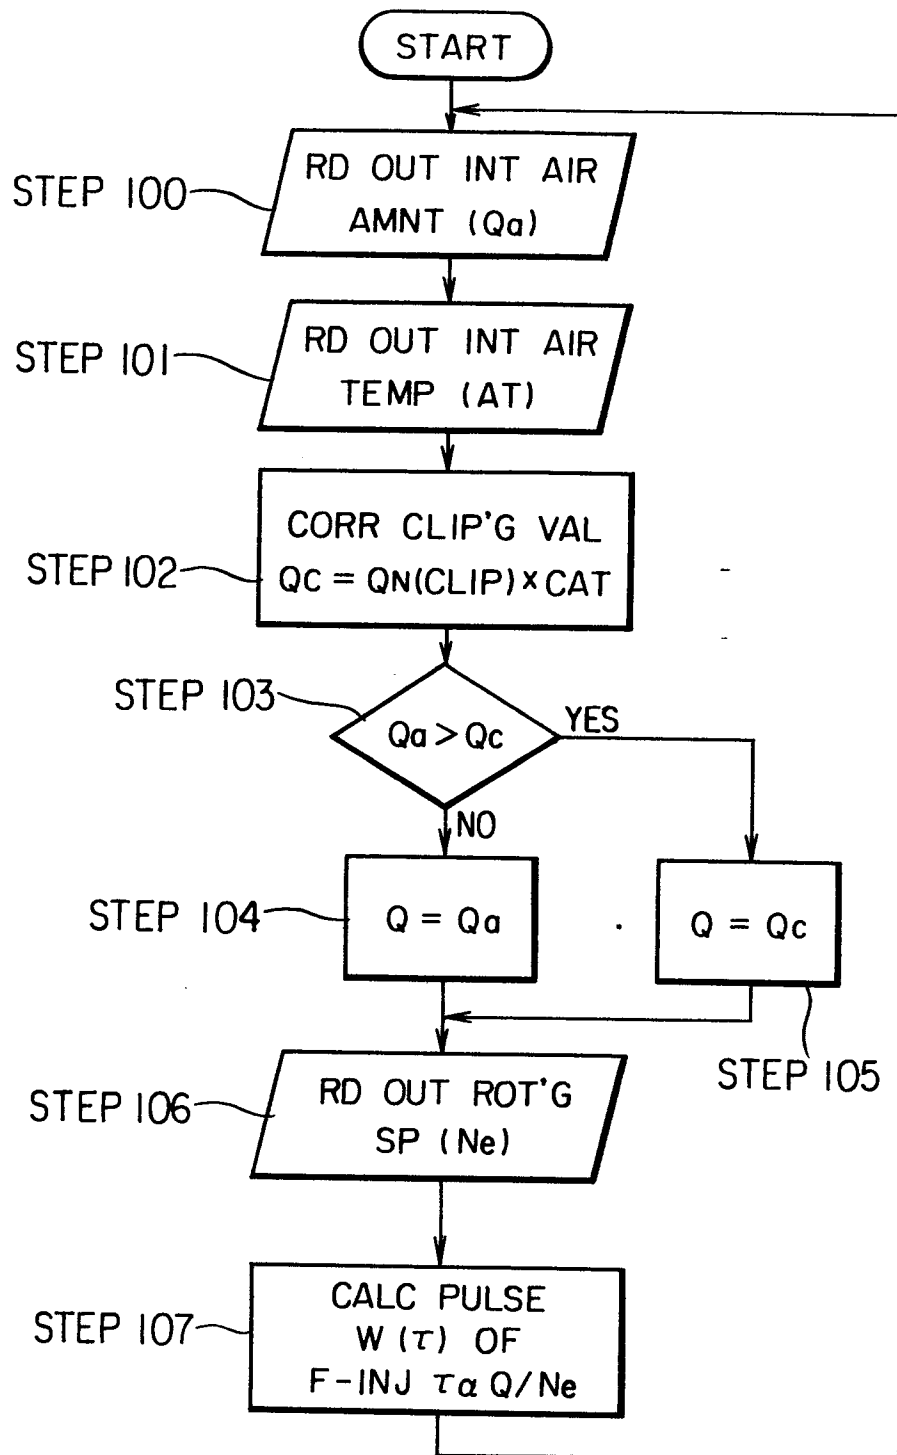 START
STEP 100
RD OUT INT AIR
AMNT (Qa)
STEP 101
RD OUT INT AIR
TEMP (AT)
STEP 102
CORR CLIP'G VAL
Qc = QN(CLIP) × CAT
STEP 103
Qa > Qc
YES
NO
STEP 104
Q = Qa
Q = Qc
STEP 105
STEP 106
RD OUT ROT'G
SP (Ne)
STEP 107
CALC PULSE
W (τ) OF
F-INJ τα Q/Ne